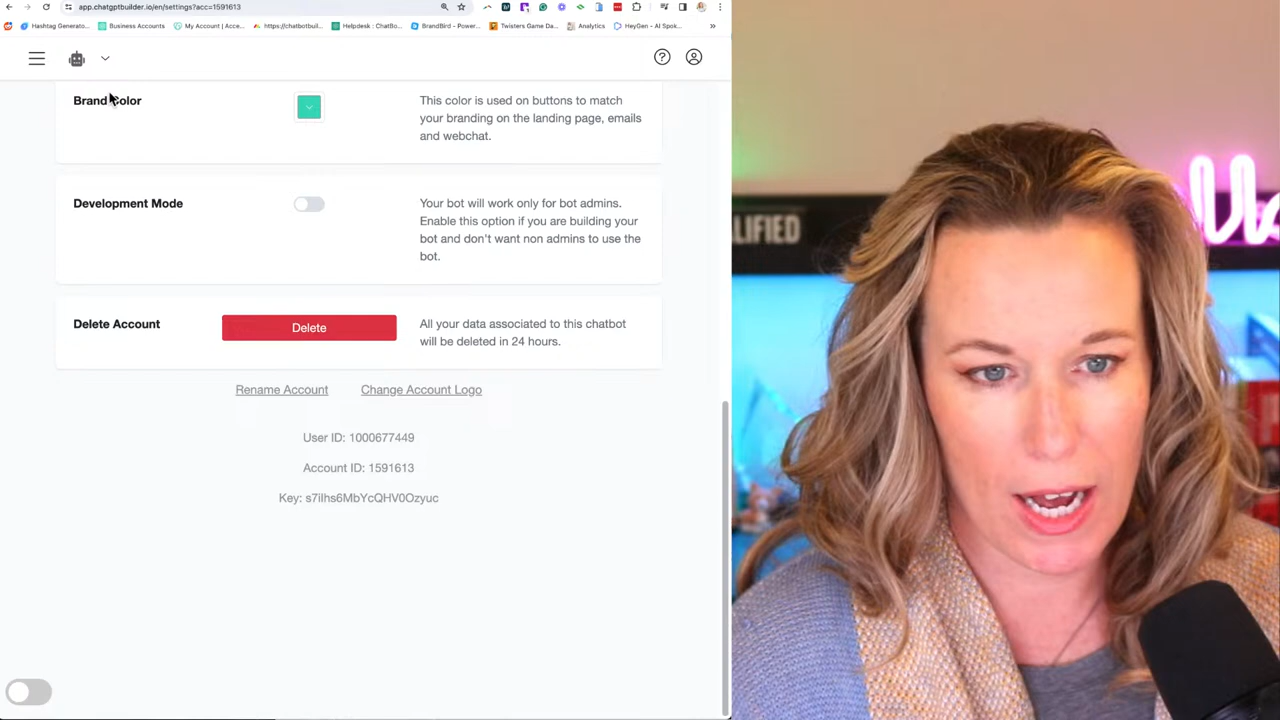 app.chatgptbuilder.io/en/settings?acc=1591613
Hashtag Generato...
Business Accounts
My Account | Acce...
https://chatbotbuil...
Helpdesk : ChatBo...
BrandBird - Power...
Twisters Game Da...
Analytics
HeyGen - AI Spok...
Brand Color
This color is used on buttons to match
your branding on the landing page, emails
and webchat.
Development Mode
Your bot will work only for bot admins.
Enable this option if you are building your
bot and don't want non admins to use the
bot.
Delete Account
Delete
All your data associated to this chatbot
will be deleted in 24 hours.
Rename Account
Change Account Logo
User ID: 1000677449
Account ID: 1591613
Key: s7iIhs6MbYcQHV0Ozyuc
LIFIED